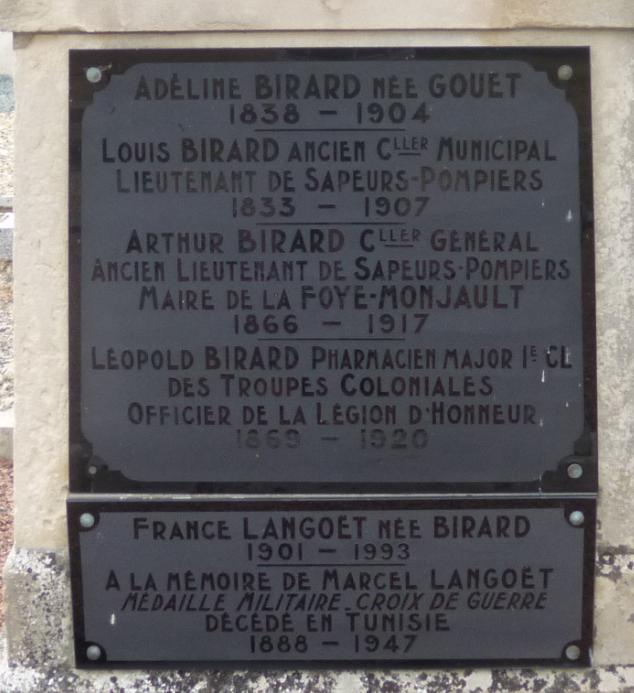 Adéline BIRARD née GOUËT
1838 – 1904
Louis BIRARD ancien Cller Municipal
Lieutenant de Sapeurs-Pompiers
1833 – 1907
Arthur BIRARD Cller Général
Ancien Lieutenant de Sapeurs-Pompiers
Maire de la FOYE-MONJAULT
1866 – 1917
Léopold BIRARD Pharmacien major 1e CL
des Troupes Coloniales
Officier de la Légion d'Honneur
1869 – 1920
France LANGOËT née BIRARD
1901 – 1993
A la mémoire de Marcel LANGOËT
Médaille Militaire_Croix de Guerre
Décédé en Tunisie
1888 – 1947